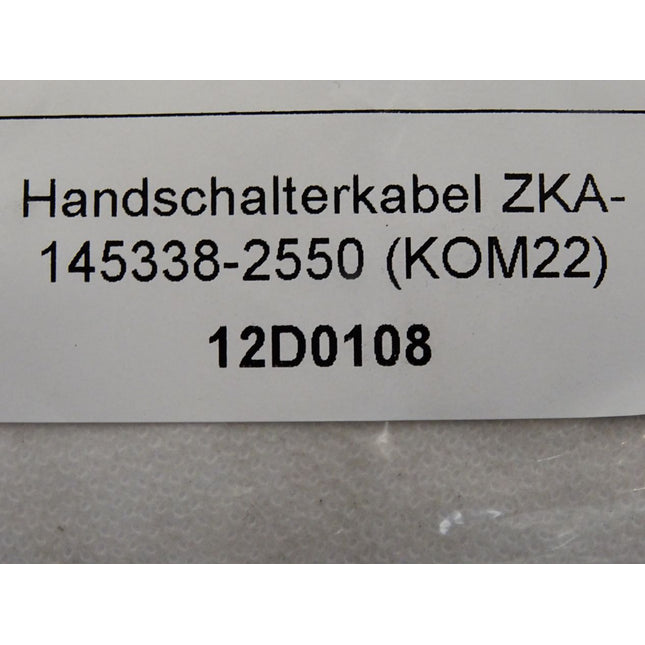 Handschalterkabel ZKA-
145338-2550 (KOM22)
12D0108